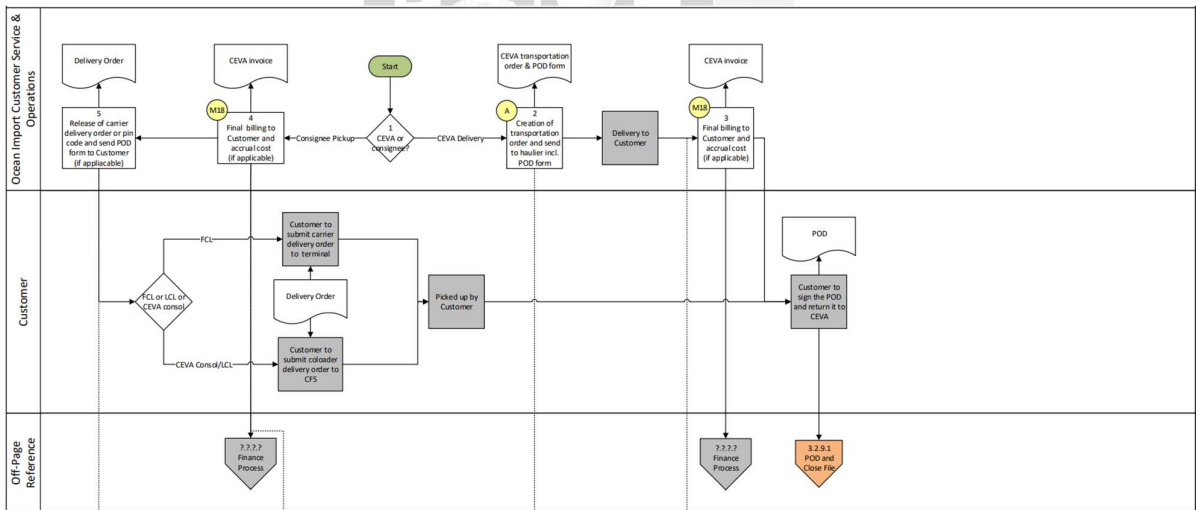 Ocean Import Customer Service &
Operations
Delivery Order
CEVA invoice
Start
CEVA transportation
order & POD form
CEVA invoice
5
Release of carrier
delivery order or pin
code and send POD
form to Customer
(if appliacable)
M18
4
Final billing to
Customer and
accrual cost
(if applicable)
Consignee Pickup
1
CEVA or
consignee?
CEVA Delivery
A
2
Creation of
transportation
order and send
to haulier incl.
POD form
Delivery to
Customer
M18
3
Final billing to
Customer and
accrual cost
(if applicable)
Customer
FCL or LCL or
CEVA consol
FCL
Customer to
submit carrier
delivery order
to terminal
Delivery Order
CEVA Consol/LCL
Customer to
submit coloader
delivery order to
CFS
Picked up by
Customer
POD
Customer to
sign the POD
and return it to
CEVA
Off-Page
Reference
?.?.?.?
Finance
Process
?.?.?.?
Finance
Process
3.2.9.1
POD and
Close File